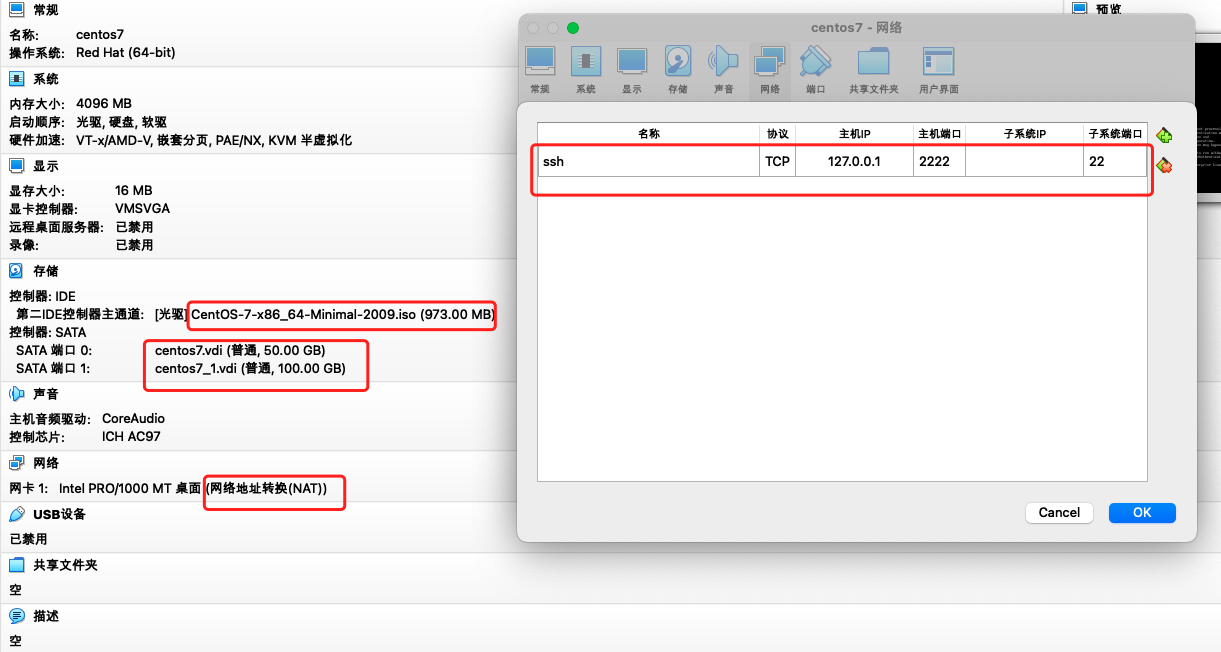 常规
名称: centos7
操作系统: Red Hat (64-bit)
系统
内存大小: 4096 MB
启动顺序: 光驱, 硬盘, 软驱
硬件加速: VT-x/AMD-V, 嵌套分页, PAE/NX, KVM 半虚拟化
显示
显存大小: 16 MB
显卡控制器: VMSVGA
远程桌面服务器: 已禁用
录像: 已禁用
存储
控制器: IDE
第二IDE控制器主通道: [光驱] CentOS-7-x86_64-Minimal-2009.iso (973.00 MB)
控制器: SATA
SATA 端口 0: centos7.vdi (普通, 50.00 GB)
SATA 端口 1: centos7_1.vdi (普通, 100.00 GB)
声音
主机音频驱动: CoreAudio
控制芯片: ICH AC97
网络
网卡 1: Intel PRO/1000 MT 桌面 (网络地址转换(NAT))
USB设备
已禁用
共享文件夹
空
描述
空
预览
centos7 - 网络
常规 系统 显示 存储 声音 网络 端口 共享文件夹 用户界面
名称 协议 主机IP 主机端口 子系统IP 子系统端口
ssh TCP 127.0.0.1 2222 22
Cancel OK